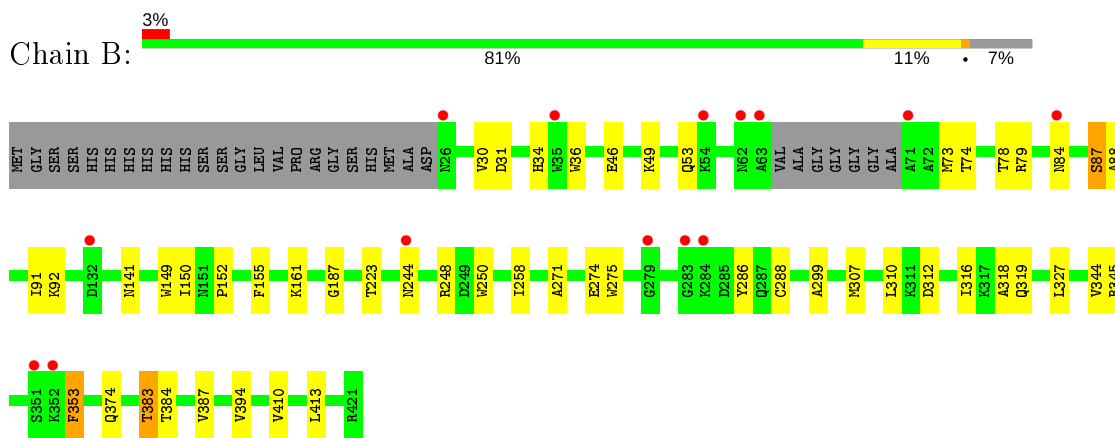 3%
Chain B:
81% 11% • 7%
MET GLY SER SER HIS HIS HIS HIS HIS HIS SER SER GLY LEU VAL PRO ARG GLY SER HIS MET ALA ASP N26 V30 D31 H34 W35 W36 E46 K49 Q53 K54 N62 A63 VAL ALA GLY GLY GLY GLY ALA A71 A72 M73 T74 T78 R79 N84 S87 A88
I91 K92 D132 N141 W149 I150 N151 P152 F155 K161 G187 T223 N244 R248 D249 W250 I258 A271 E274 W275 G279 G283 K284 D285 Y286 Q287 C288 A299 M307 L310 K311 D312 I316 K317 A318 Q319 L327 V344
S351 K352 F353 Q374 T383 T384 V387 V394 V410 L413 R421